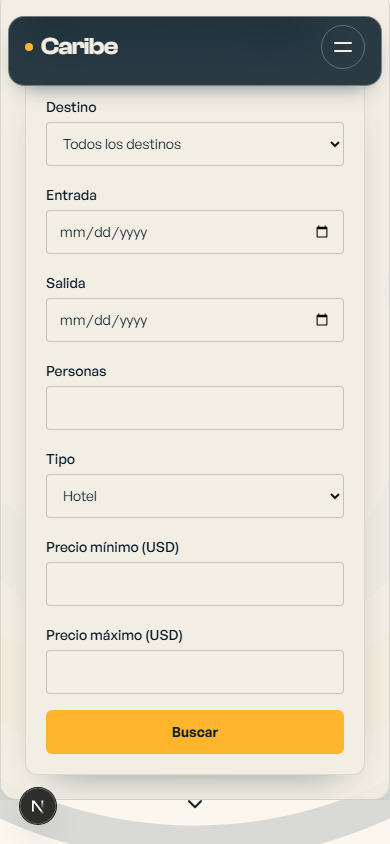 Caribe
Destino
Todos los destinos
Entrada
mm/dd/yyyy
Salida
mm/dd/yyyy
Personas
Tipo
Hotel
Precio mínimo (USD)
Precio máximo (USD)
Buscar
N